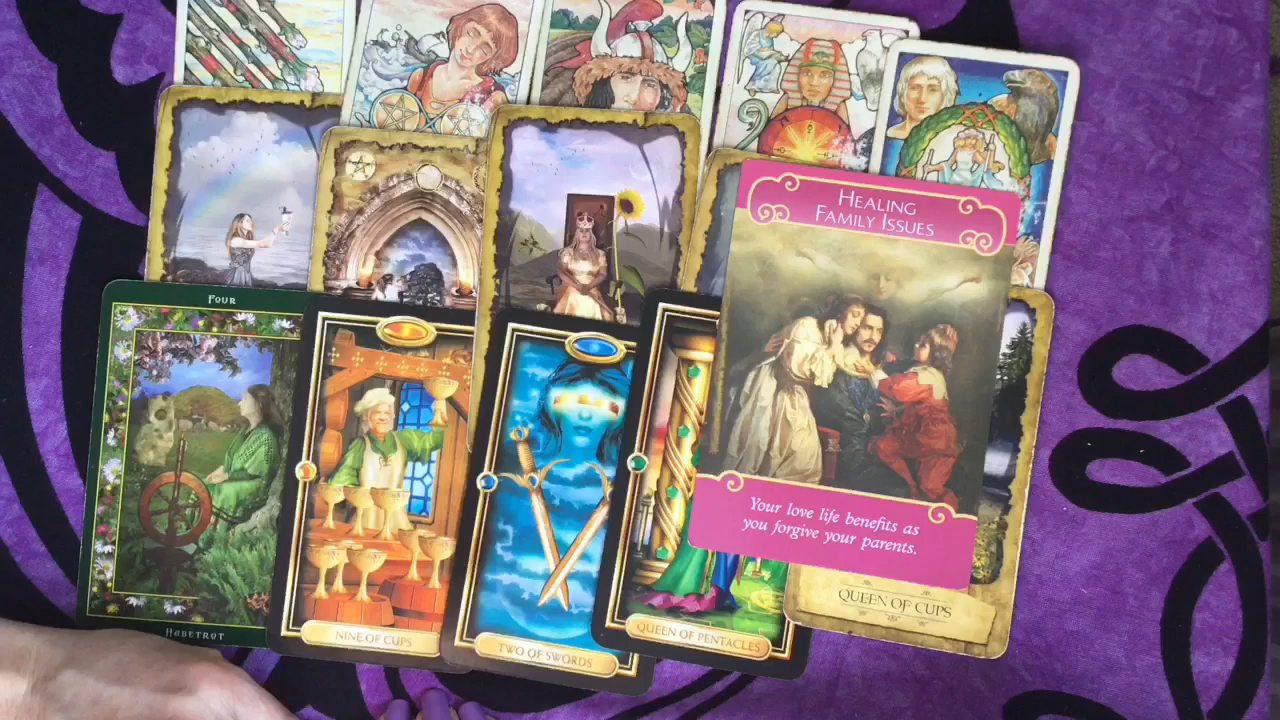 HEALING
FAMILY ISSUES
FOUR
Your love life benefits as
you forgive your parents.
QUEEN OF CUPS
HABETROT
NINE OF CUPS
TWO OF SWORDS
QUEEN OF PENTACLES